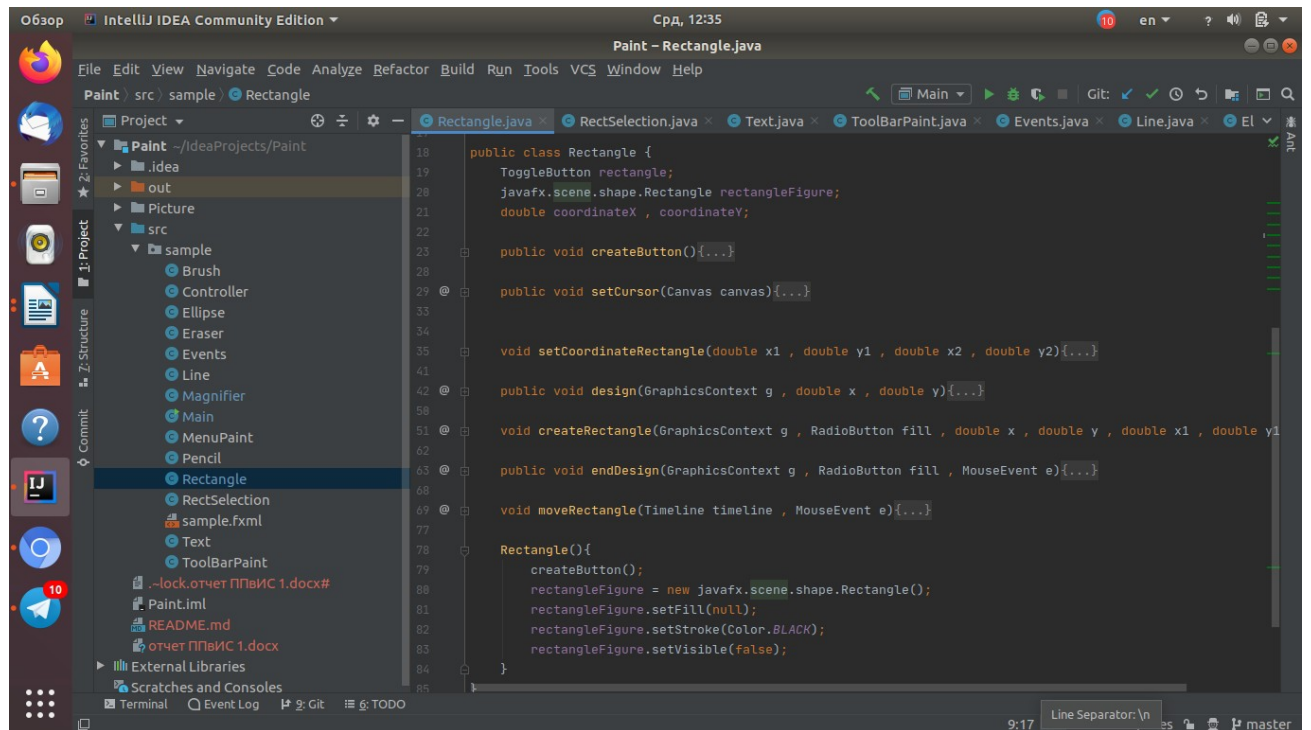 Обзор IntelliJ IDEA Community Edition Срд, 12:35 10 en ?
Paint – Rectangle.java
File Edit View Navigate Code Analyze Refactor Build Run Tools VCS Window Help
Paint src sample Rectangle Main Git:
Project Rectangle.java RectSelection.java Text.java ToolBarPaint.java Events.java Line.java El
Ant
2: Favorites
1: Project
7: Structure
Commit
Paint ~/IdeaProjects/Paint
.idea
out
Picture
src
sample
Brush
Controller
Ellipse
Eraser
Events
Line
Magnifier
Main
MenuPaint
Pencil
Rectangle
RectSelection
sample.fxml
Text
ToolBarPaint
.~lock.отчет ППвИС 1.docx#
Paint.iml
README.md
отчет ППвИС 1.docx
External Libraries
Scratches and Consoles
10
18 public class Rectangle {
19 ToggleButton rectangle;
20 javafx.scene.shape.Rectangle rectangleFigure;
21 double coordinateX , coordinateY;
22
23 public void createButton(){...}
28
29 @ public void setCursor(Canvas canvas){...}
33
34
35 void setCoordinateRectangle(double x1 , double y1 , double x2 , double y2){...}
41
42 @ public void design(GraphicsContext g , double x , double y){...}
50
51 @ void createRectangle(GraphicsContext g , RadioButton fill , double x , double y , double x1 , double y1
62
63 @ public void endDesign(GraphicsContext g , RadioButton fill , MouseEvent e){...}
68
69 @ void moveRectangle(Timeline timeline , MouseEvent e){...}
77
78 Rectangle(){
79 createButton();
80 rectangleFigure = new javafx.scene.shape.Rectangle();
81 rectangleFigure.setFill(null);
82 rectangleFigure.setStroke(Color.BLACK);
83 rectangleFigure.setVisible(false);
84 }
85 }
Terminal Event Log 9: Git 6: TODO
9:17 Line Separator: \n es master